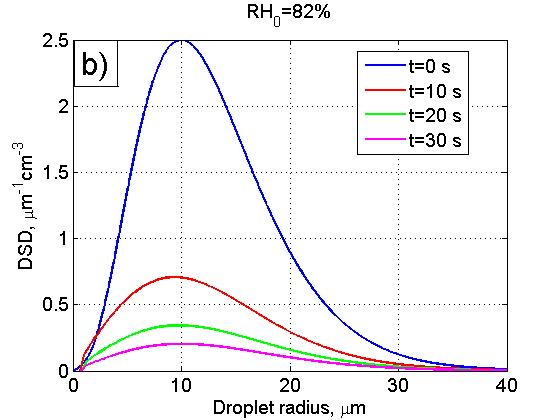 RH₀=82%
b)
t=0 s
t=10 s
t=20 s
t=30 s
DSD, μm⁻¹cm⁻³
2.5
2
1.5
1
0.5
0
0 10 20 30 40
Droplet radius, μm